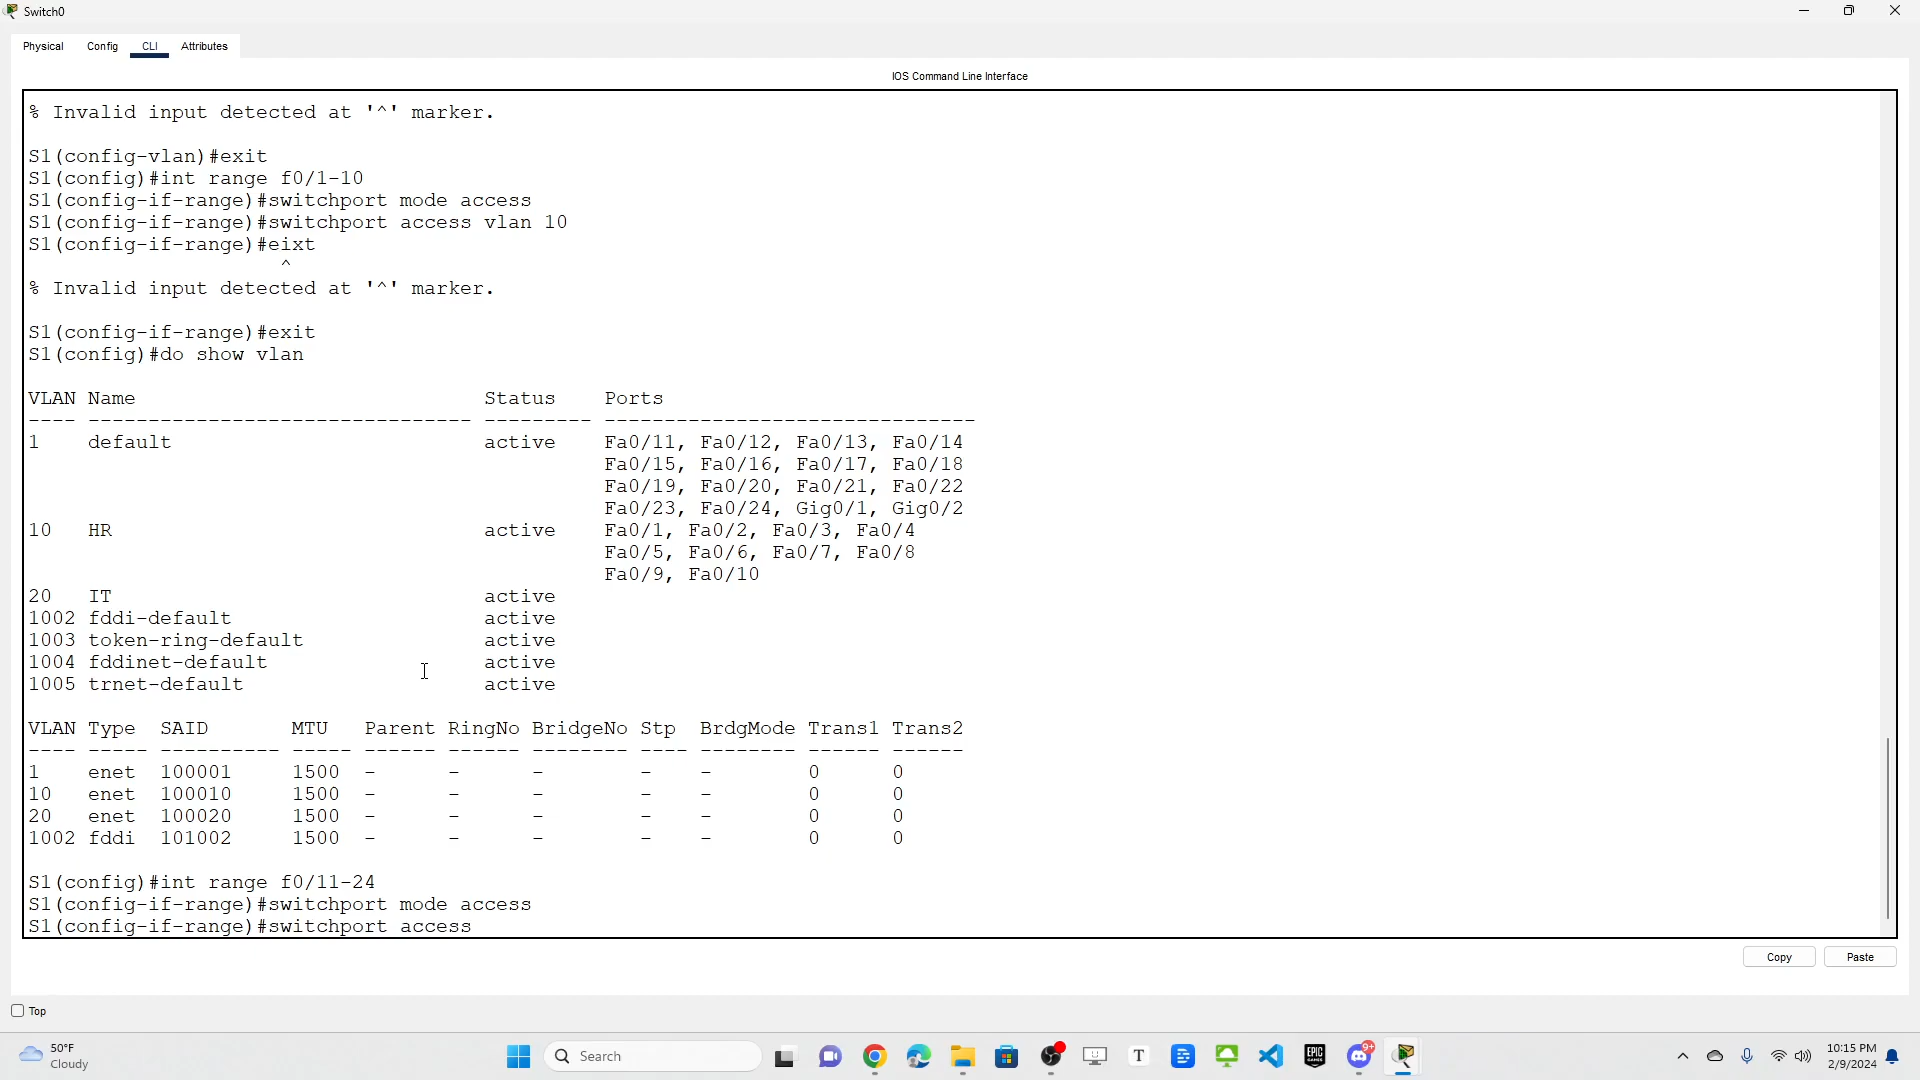 Switch0
Physical Config CLI Attributes
IOS Command Line Interface
% Invalid input detected at '^' marker.
S1(config-vlan)#exit
S1(config)#int range f0/1-10
S1(config-if-range)#switchport mode access
S1(config-if-range)#switchport access vlan 10
S1(config-if-range)#eixt
^
% Invalid input detected at '^' marker.
S1(config-if-range)#exit
S1(config)#do show vlan
VLAN Name Status Ports
---- -------------------------------- --------- -------------------------------
1 default active Fa0/11, Fa0/12, Fa0/13, Fa0/14
Fa0/15, Fa0/16, Fa0/17, Fa0/18
Fa0/19, Fa0/20, Fa0/21, Fa0/22
Fa0/23, Fa0/24, Gig0/1, Gig0/2
10 HR active Fa0/1, Fa0/2, Fa0/3, Fa0/4
Fa0/5, Fa0/6, Fa0/7, Fa0/8
Fa0/9, Fa0/10
20 IT active
1002 fddi-default active
1003 token-ring-default active
1004 fddinet-default active
1005 trnet-default active
VLAN Type SAID MTU Parent RingNo BridgeNo Stp BrdgMode Trans1 Trans2
---- ----- ---------- ----- ------ ------ -------- ---- -------- ------ ------
1 enet 100001 1500 - - - - - 0 0
10 enet 100010 1500 - - - - - 0 0
20 enet 100020 1500 - - - - - 0 0
1002 fddi 101002 1500 - - - - - 0 0
S1(config)#int range f0/11-24
S1(config-if-range)#switchport mode access
S1(config-if-range)#switchport access
Copy Paste
Top
50°F
Cloudy
Search
T
EPIC
GAMES
9+
10:15 PM
2/9/2024